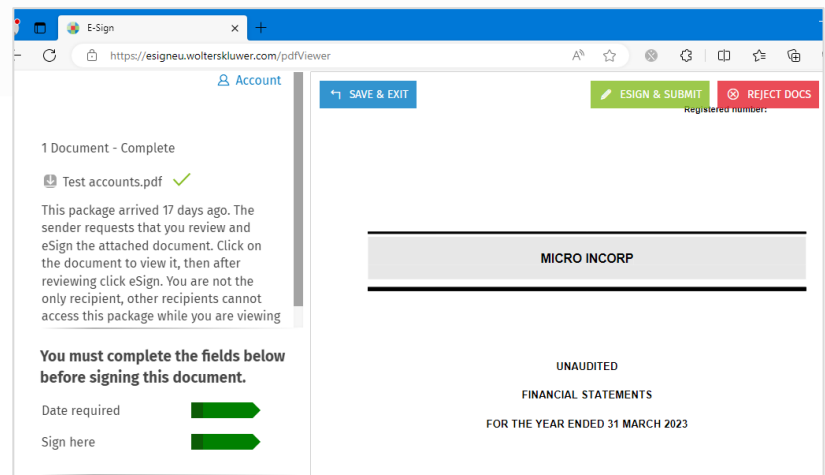 E-Sign
https://esigneu.wolterskluwer.com/pdfViewer
Account
1 Document - Complete
Test accounts.pdf
This package arrived 17 days ago. The
sender requests that you review and
eSign the attached document. Click on
the document to view it, then after
reviewing click eSign. You are not the
only recipient, other recipients cannot
access this package while you are viewing
You must complete the fields below
before signing this document.
Date required
Sign here
SAVE & EXIT
ESIGN & SUBMIT
REJECT DOCS
Registered number:
MICRO INCORP
UNAUDITED
FINANCIAL STATEMENTS
FOR THE YEAR ENDED 31 MARCH 2023